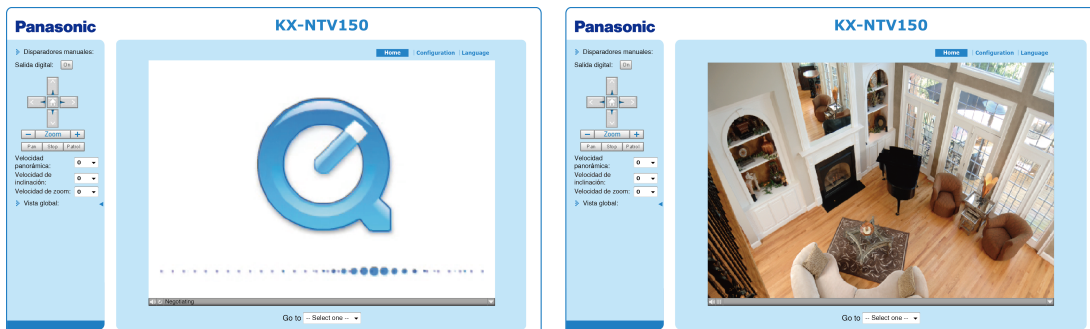 Panasonic
KX-NTV150
Home | Configuration | Language
Disparadores manuales:
Salida digital: On
− Zoom +
Pan Stop Patrol
Velocidad
panorámica: 0
Velocidad de
inclinación: 0
Velocidad de zoom: 0
Vista global:
Negotiating
Go to -- Select one --
Panasonic
KX-NTV150
Home | Configuration | Language
Disparadores manuales:
Salida digital: On
− Zoom +
Pan Stop Patrol
Velocidad
panorámica: 0
Velocidad de
inclinación: 0
Velocidad de zoom: 0
Vista global:
Go to -- Select one --